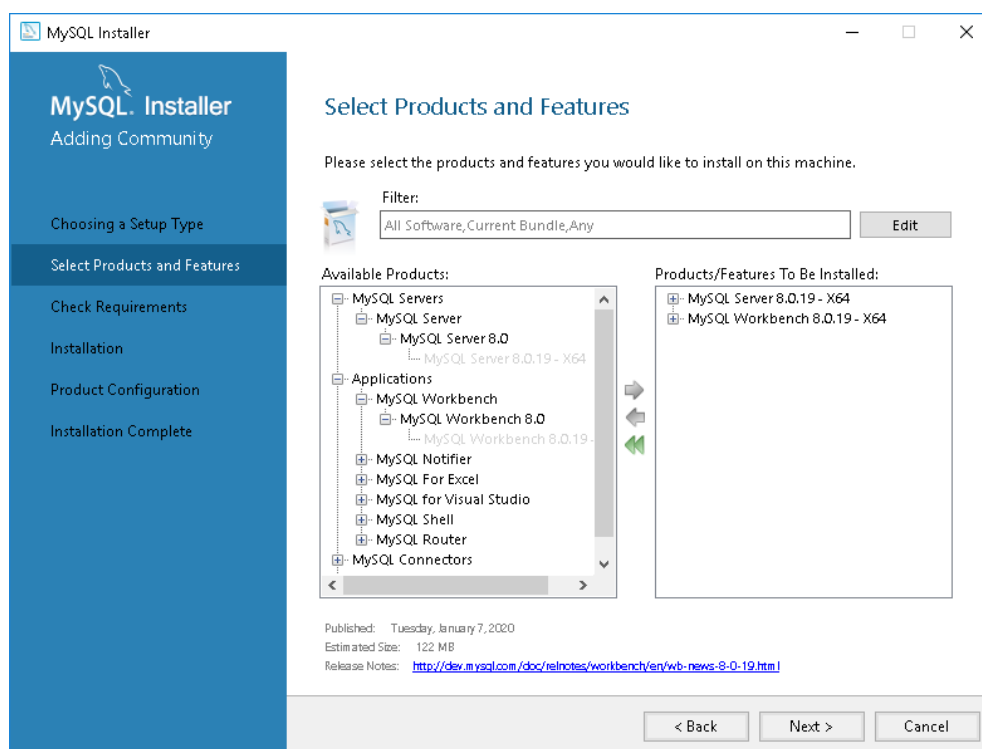 MySQL Installer
MySQL. Installer
Adding Community
Choosing a Setup Type
Select Products and Features
Check Requirements
Installation
Product Configuration
Installation Complete
Select Products and Features
Please select the products and features you would like to install on this machine.
Filter:
All Software,Current Bundle,Any
Edit
Available Products:
MySQL Servers
MySQL Server
MySQL Server 8.0
MySQL Server 8.0.19 - X64
Applications
MySQL Workbench
MySQL Workbench 8.0
MySQL Workbench 8.0.19 -
MySQL Notifier
MySQL For Excel
MySQL for Visual Studio
MySQL Shell
MySQL Router
MySQL Connectors
Products/Features To Be Installed:
MySQL Server 8.0.19 - X64
MySQL Workbench 8.0.19 - X64
Published: Tuesday, January 7, 2020
Estimated Size: 122 MB
Release Notes: http://dev.mysql.com/doc/relnotes/workbench/en/wb-news-8-0-19.html
< Back
Next >
Cancel